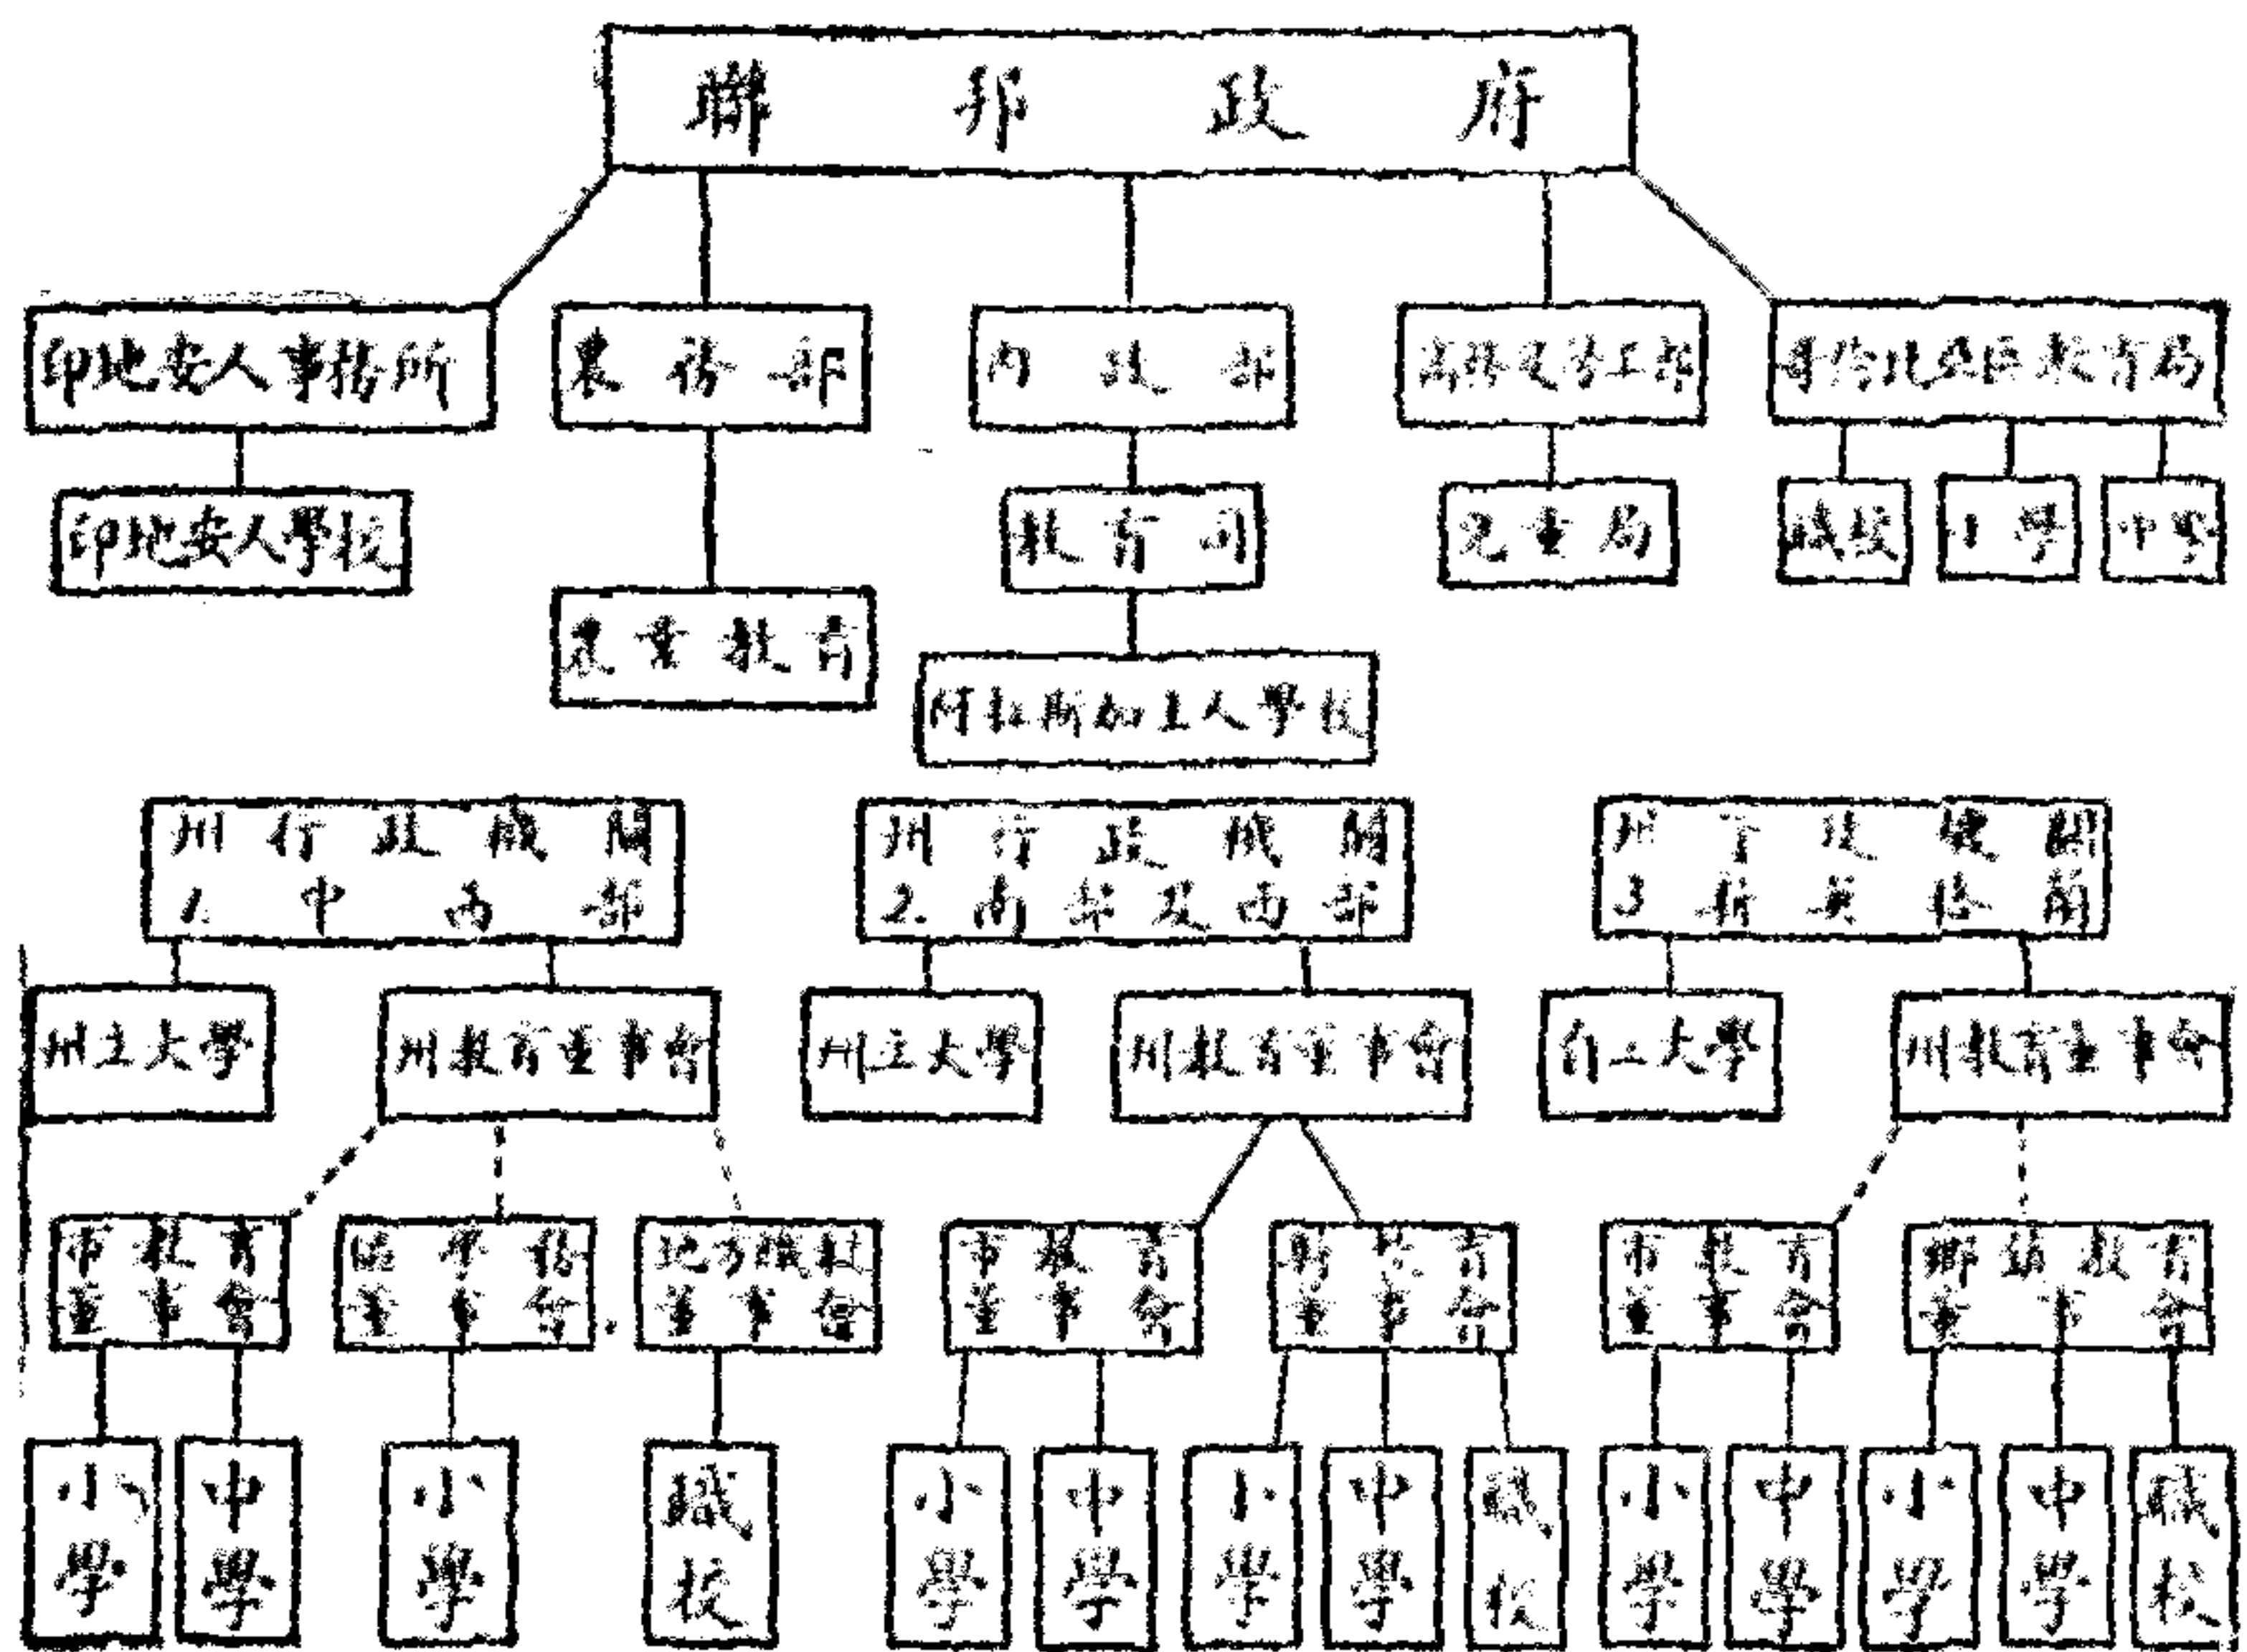 聯邦政府
印地安人事務所
農務部
內政部
商務及勞工部
哥倫比亞區教育局
印地安人學校
教育司
兒童局
職校
小學
中學
農業教育
阿拉斯加土人學校
州行政機關
1. 中西部
州行政機關
2. 南部及西部
州行政機關
3 新英格蘭
州立大學
州教育董事會
州立大學
州教育董事會
私立大學
州教育董事會
市教育
董事會
區學務
董事會
地方職校
董事會
市教育
董事會
教育
董事會
市教育
董事會
鄉鎮教育
董事會
小學
中學
小學
職校
小學
中學
小學
中學
職校
小學
中學
小學
中學
職校